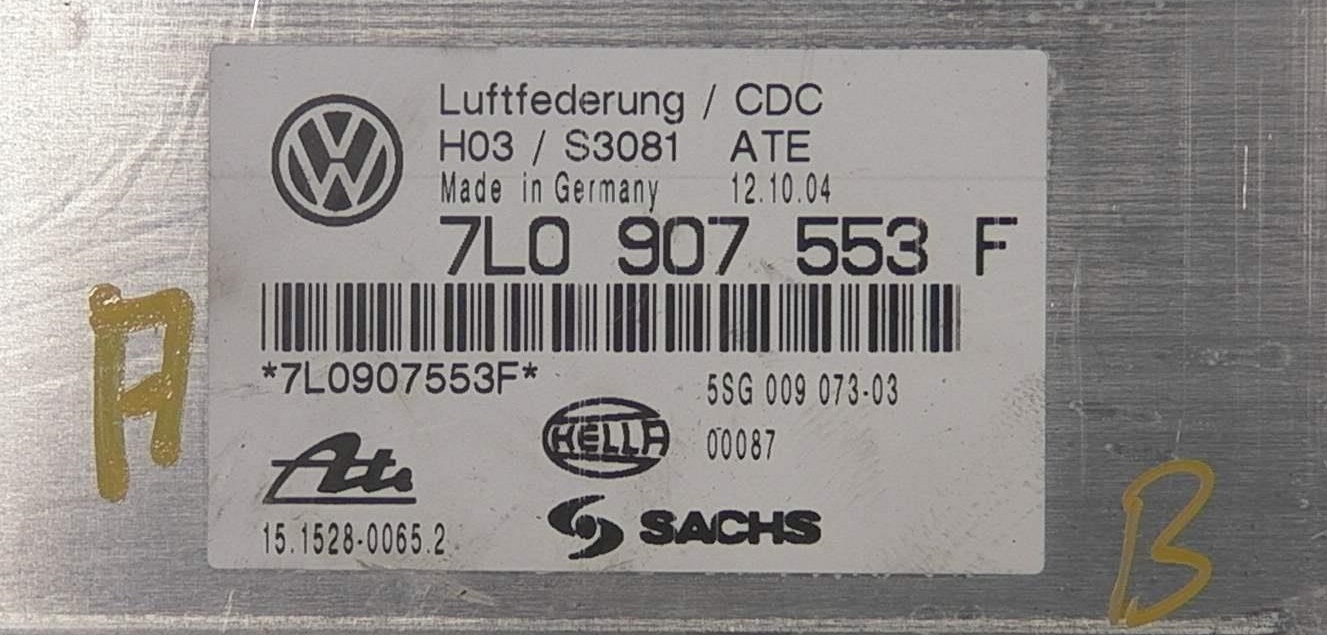 Luftfederung / CDC
H03 / S3081 ATE
Made in Germany 12.10.04
7L0 907 553 F
*7L0907553F*
5SG 009 073-03
HELLA
00087
Ate
15.1528-0065.2
SACHS
A
B